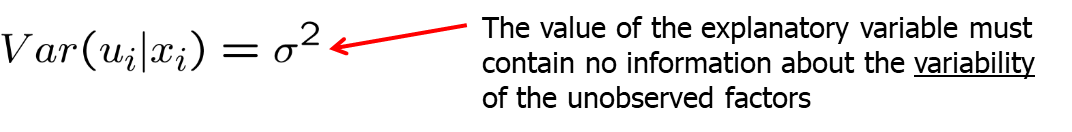 Var(u_i|x_i) = σ^2
The value of the explanatory variable must
contain no information about the variability
of the unobserved factors